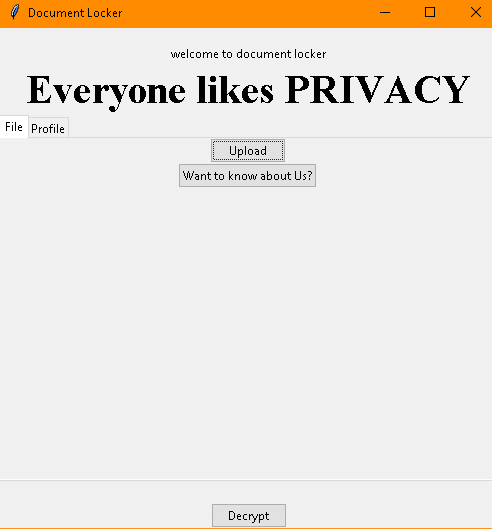 Document Locker
welcome to document locker
Everyone likes PRIVACY
File Profile
Upload
Want to know about Us?
Decrypt